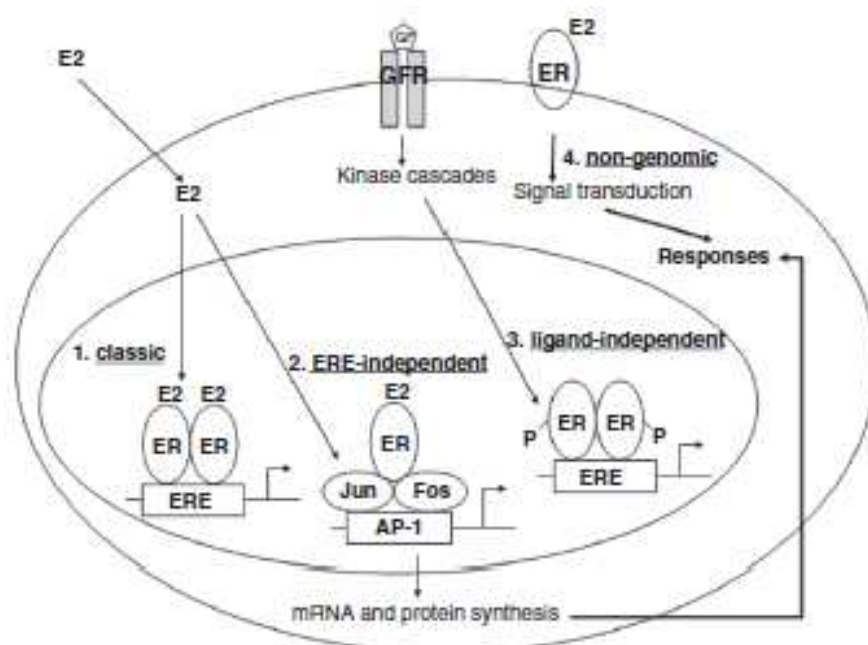 E2
E2
GFR
ER
E2
Kinase cascades
4. non-genomic
Signal transduction
Responses
1. classic
2. ERE-independent
3. ligand-independent
E2 E2
ER ER
ERE
E2
ER
Jun Fos
AP-1
P ER ER P
ERE
mRNA and protein synthesis